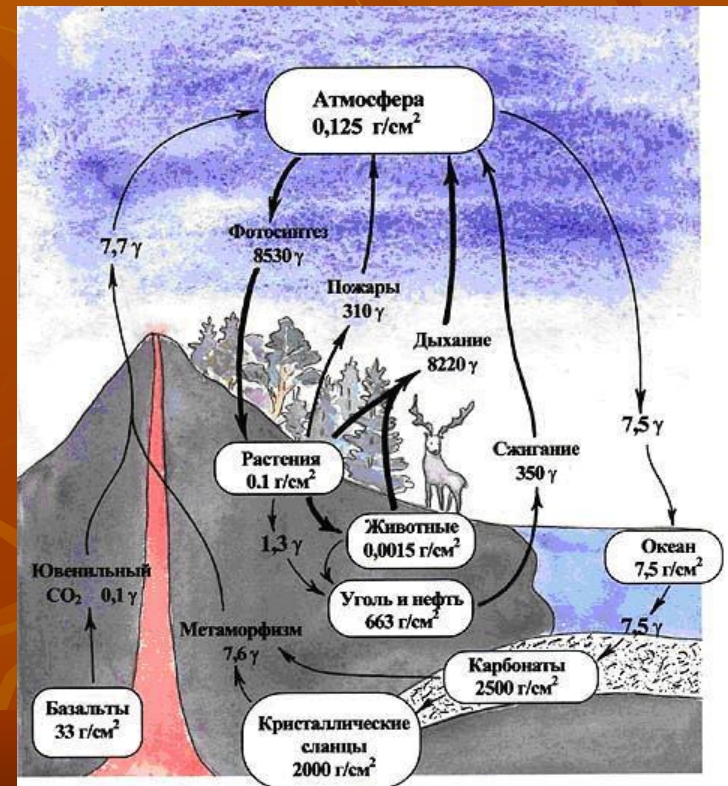 Атмосфера
0,125 г/см²
Фотосинтез
8530 γ
7,7 γ
Пожары
310 γ
Дыхание
8220 γ
7,5 γ
Сжигание
350 γ
Растения
0.1 г/см²
Животные
0,0015 г/см²
1,3 γ
Океан
7,5 г/см²
Ювенильный
CO₂ 0,1 γ
Уголь и нефть
663 г/см²
7,5 γ
Метаморфизм
7,6 γ
Карбонаты
2500 г/см²
Базальты
33 г/см²
Кристаллические
сланцы
2000 г/см²